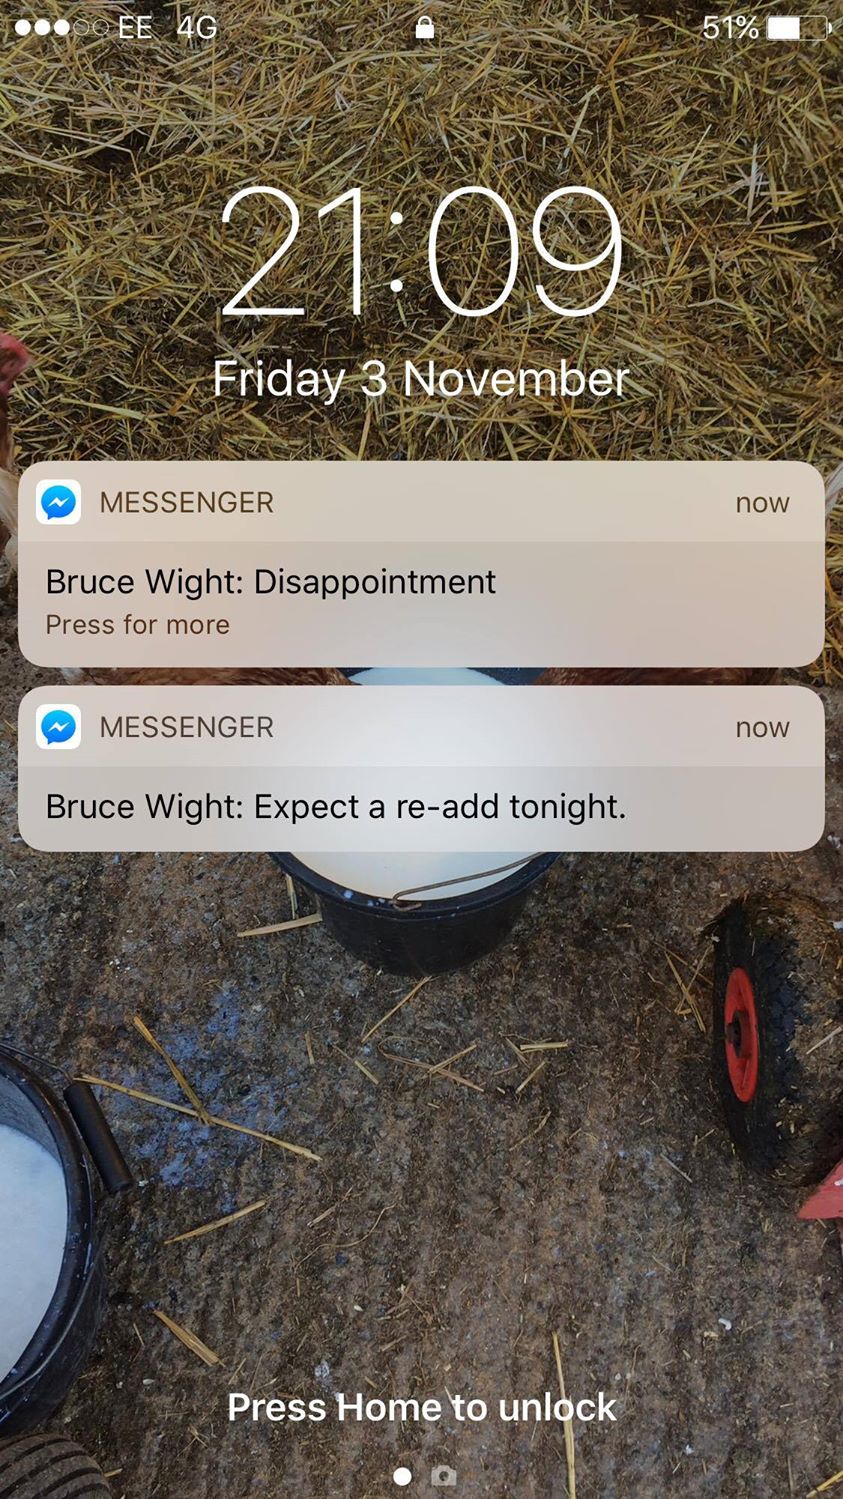 EE 4G 51%
21:09
Friday 3 November
MESSENGER now
Bruce Wight: Disappointment
Press for more
MESSENGER now
Bruce Wight: Expect a re-add tonight.
Press Home to unlock